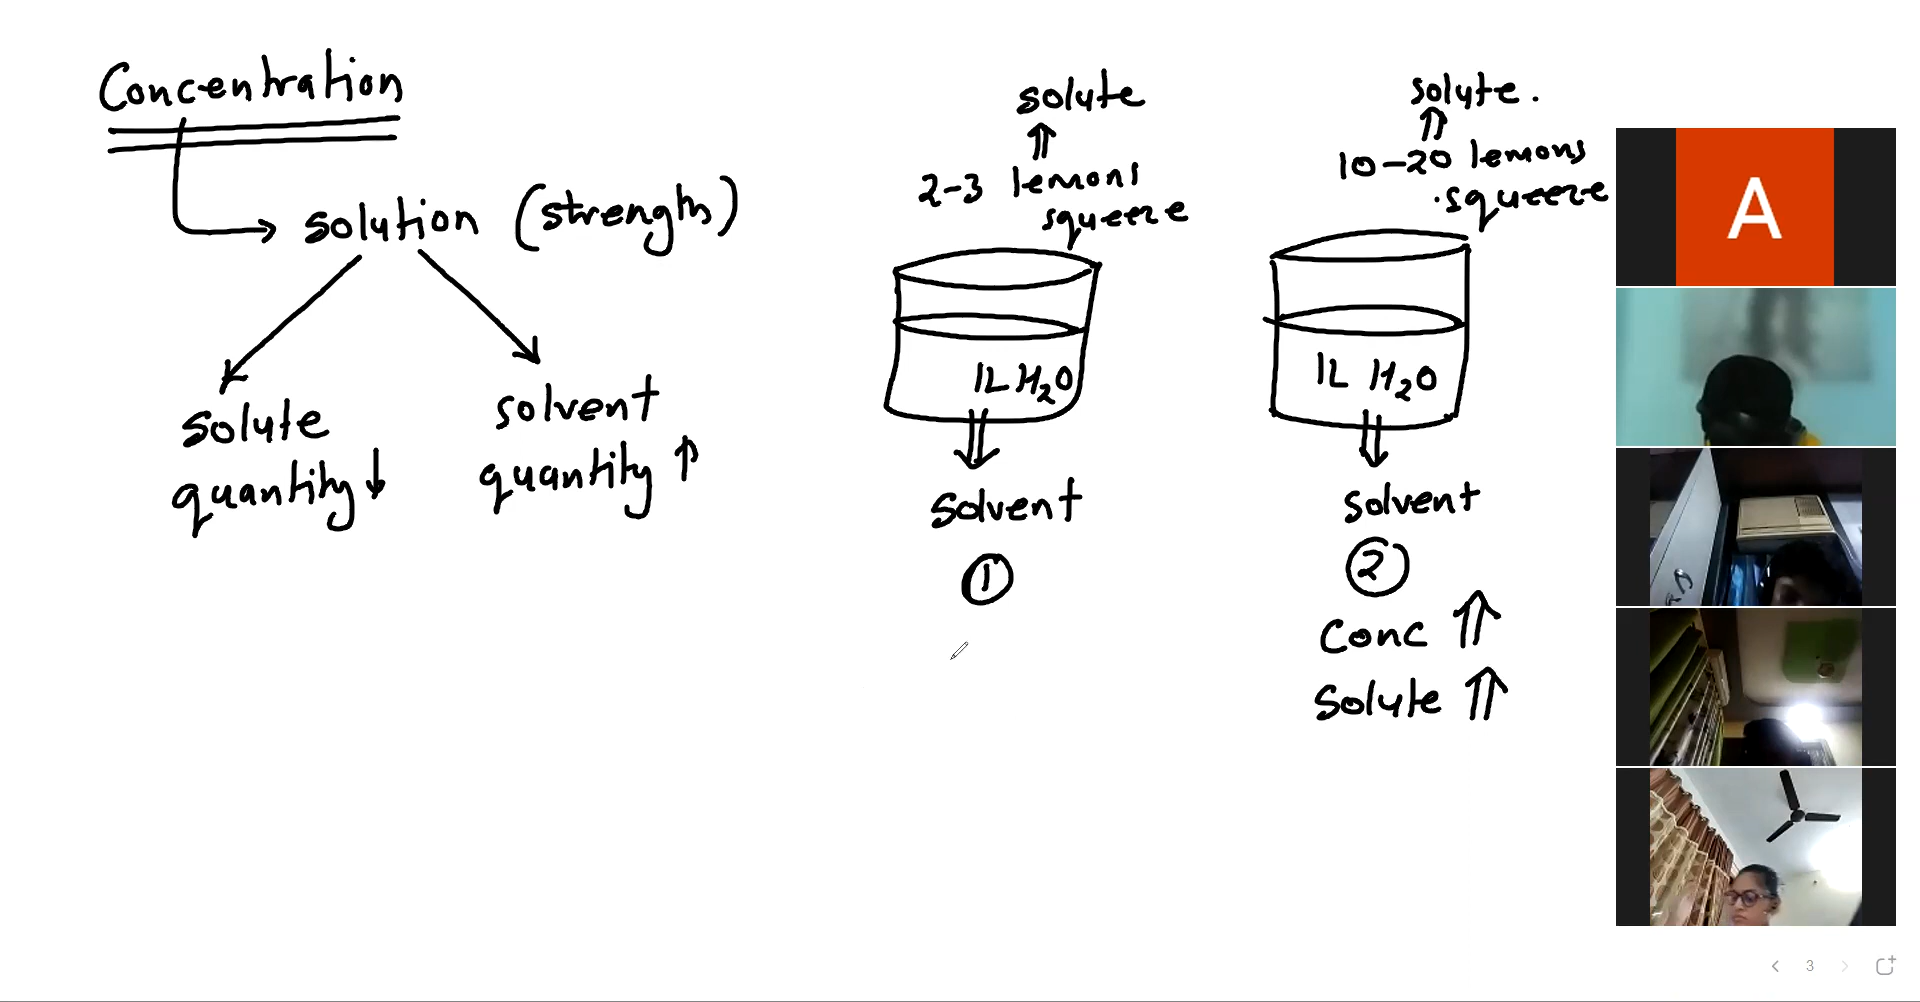 Concentration
solution (strength)
solute
quantity ↓
solvent
quantity ↑
solute
2-3 lemons
squeeze
1L H₂O
solvent
①
solute.
10-20 lemons
squeeze
1L H₂O
solvent
②
Conc ⇑
Solute ⇑
A
3